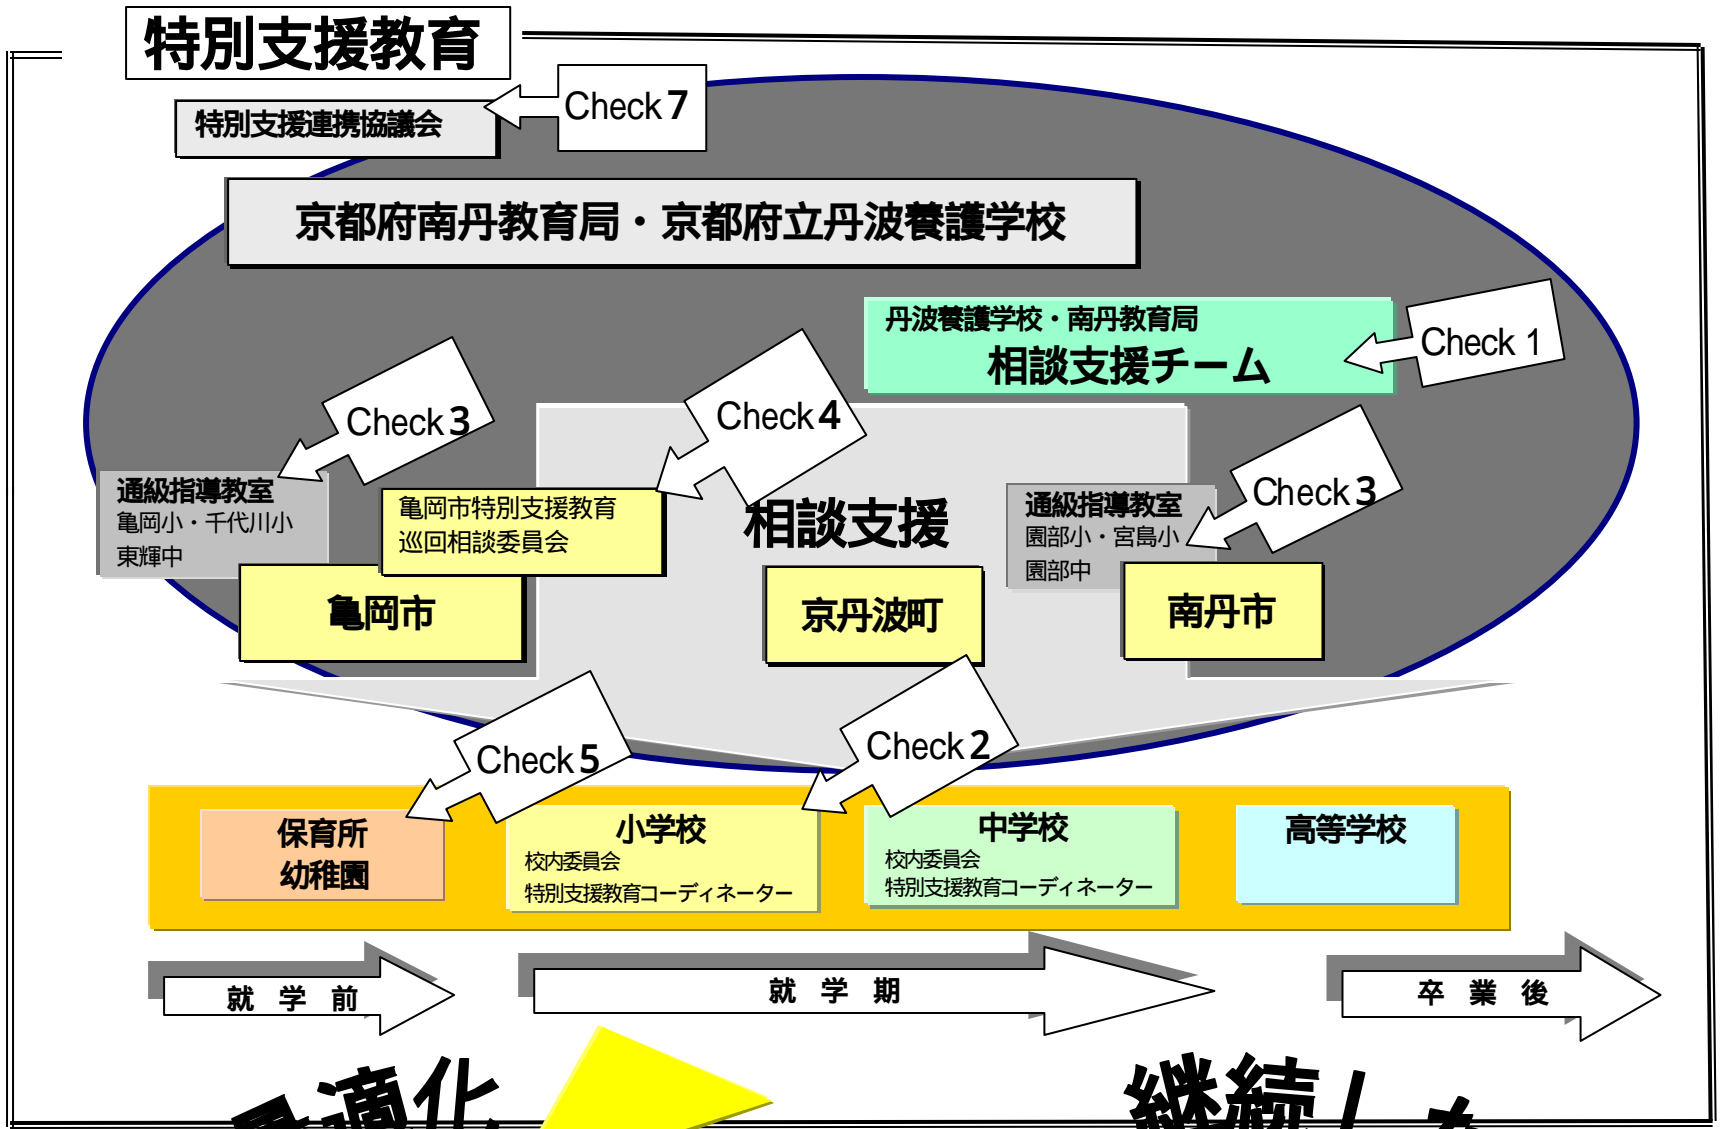 特別支援教育
特別支援連携協議会
Check 7
京都府南丹教育局・京都府立丹波養護学校
丹波養護学校・南丹教育局
相談支援チーム
Check 1
Check 3
Check 4
通級指導教室
亀岡小・千代川小
東輝中
亀岡市特別支援教育
巡回相談委員会
相談支援
通級指導教室
園部小・宮島小
園部中
Check 3
亀岡市
京丹波町
南丹市
Check 5
Check 2
保育所
幼稚園
小学校
校内委員会
特別支援教育コーディネーター
中学校
校内委員会
特別支援教育コーディネーター
高等学校
就 学 前
就 学 期
卒 業 後
適化
継続し